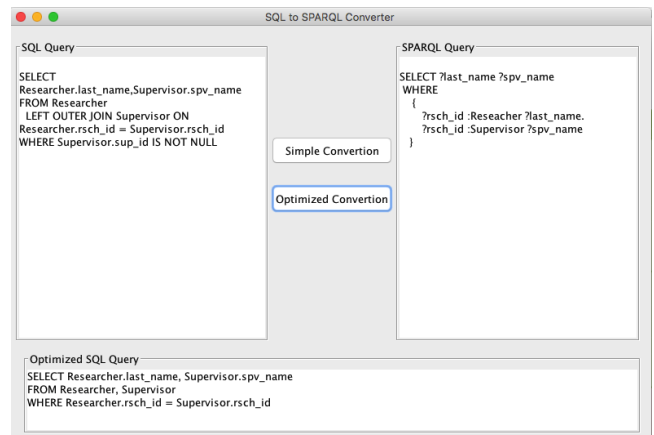 SQL to SPARQL Converter
SQL Query
SELECT
Researcher.last_name,Supervisor.spv_name
FROM Researcher
LEFT OUTER JOIN Supervisor ON
Researcher.rsch_id = Supervisor.rsch_id
WHERE Supervisor.sup_id IS NOT NULL
Simple Convertion
Optimized Convertion
SPARQL Query
SELECT ?last_name ?spv_name
WHERE
{
?rsch_id :Reseacher ?last_name.
?rsch_id :Supervisor ?spv_name
}
Optimized SQL Query
SELECT Researcher.last_name, Supervisor.spv_name
FROM Researcher, Supervisor
WHERE Researcher.rsch_id = Supervisor.rsch_id